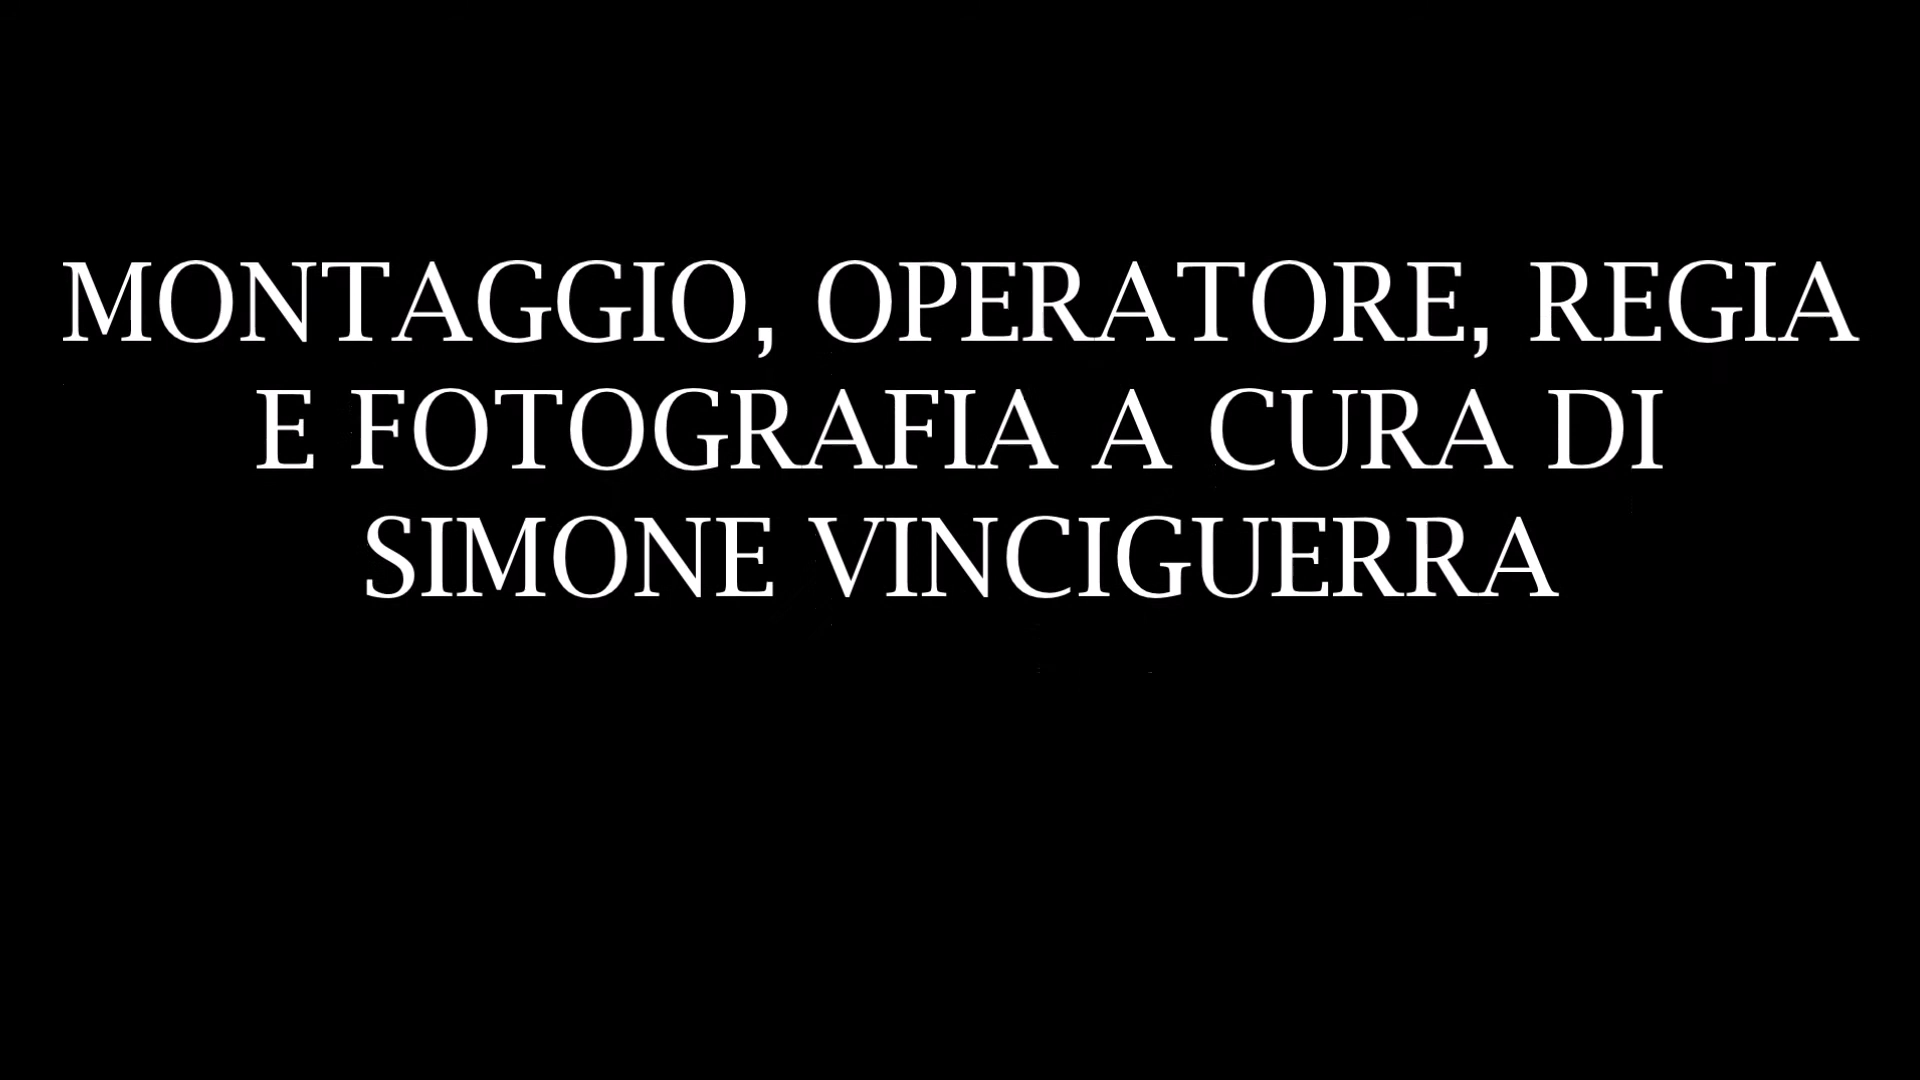 MONTAGGIO, OPERATORE, REGIA
E FOTOGRAFIA A CURA DI
SIMONE VINCIGUERRA